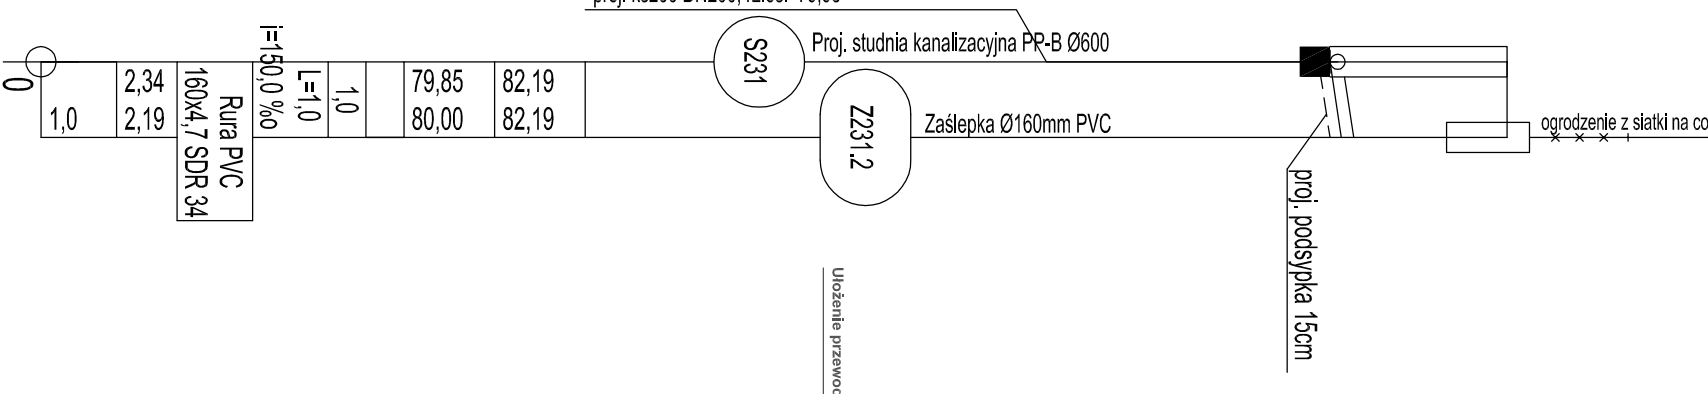 S231
Proj. studnia kanalizacyjna PP-B Ø600
i=150,0 %o
L=1,0
1,0
2,34
79,85
82,19
0
1,0
2,19
Rura PVC
160x4,7 SDR 34
80,00
82,19
Z231.2
Zaślepka Ø160mm PVC
ogrodzenie z siatki na co
proj. podsypka 15cm
Ułożenie przewod